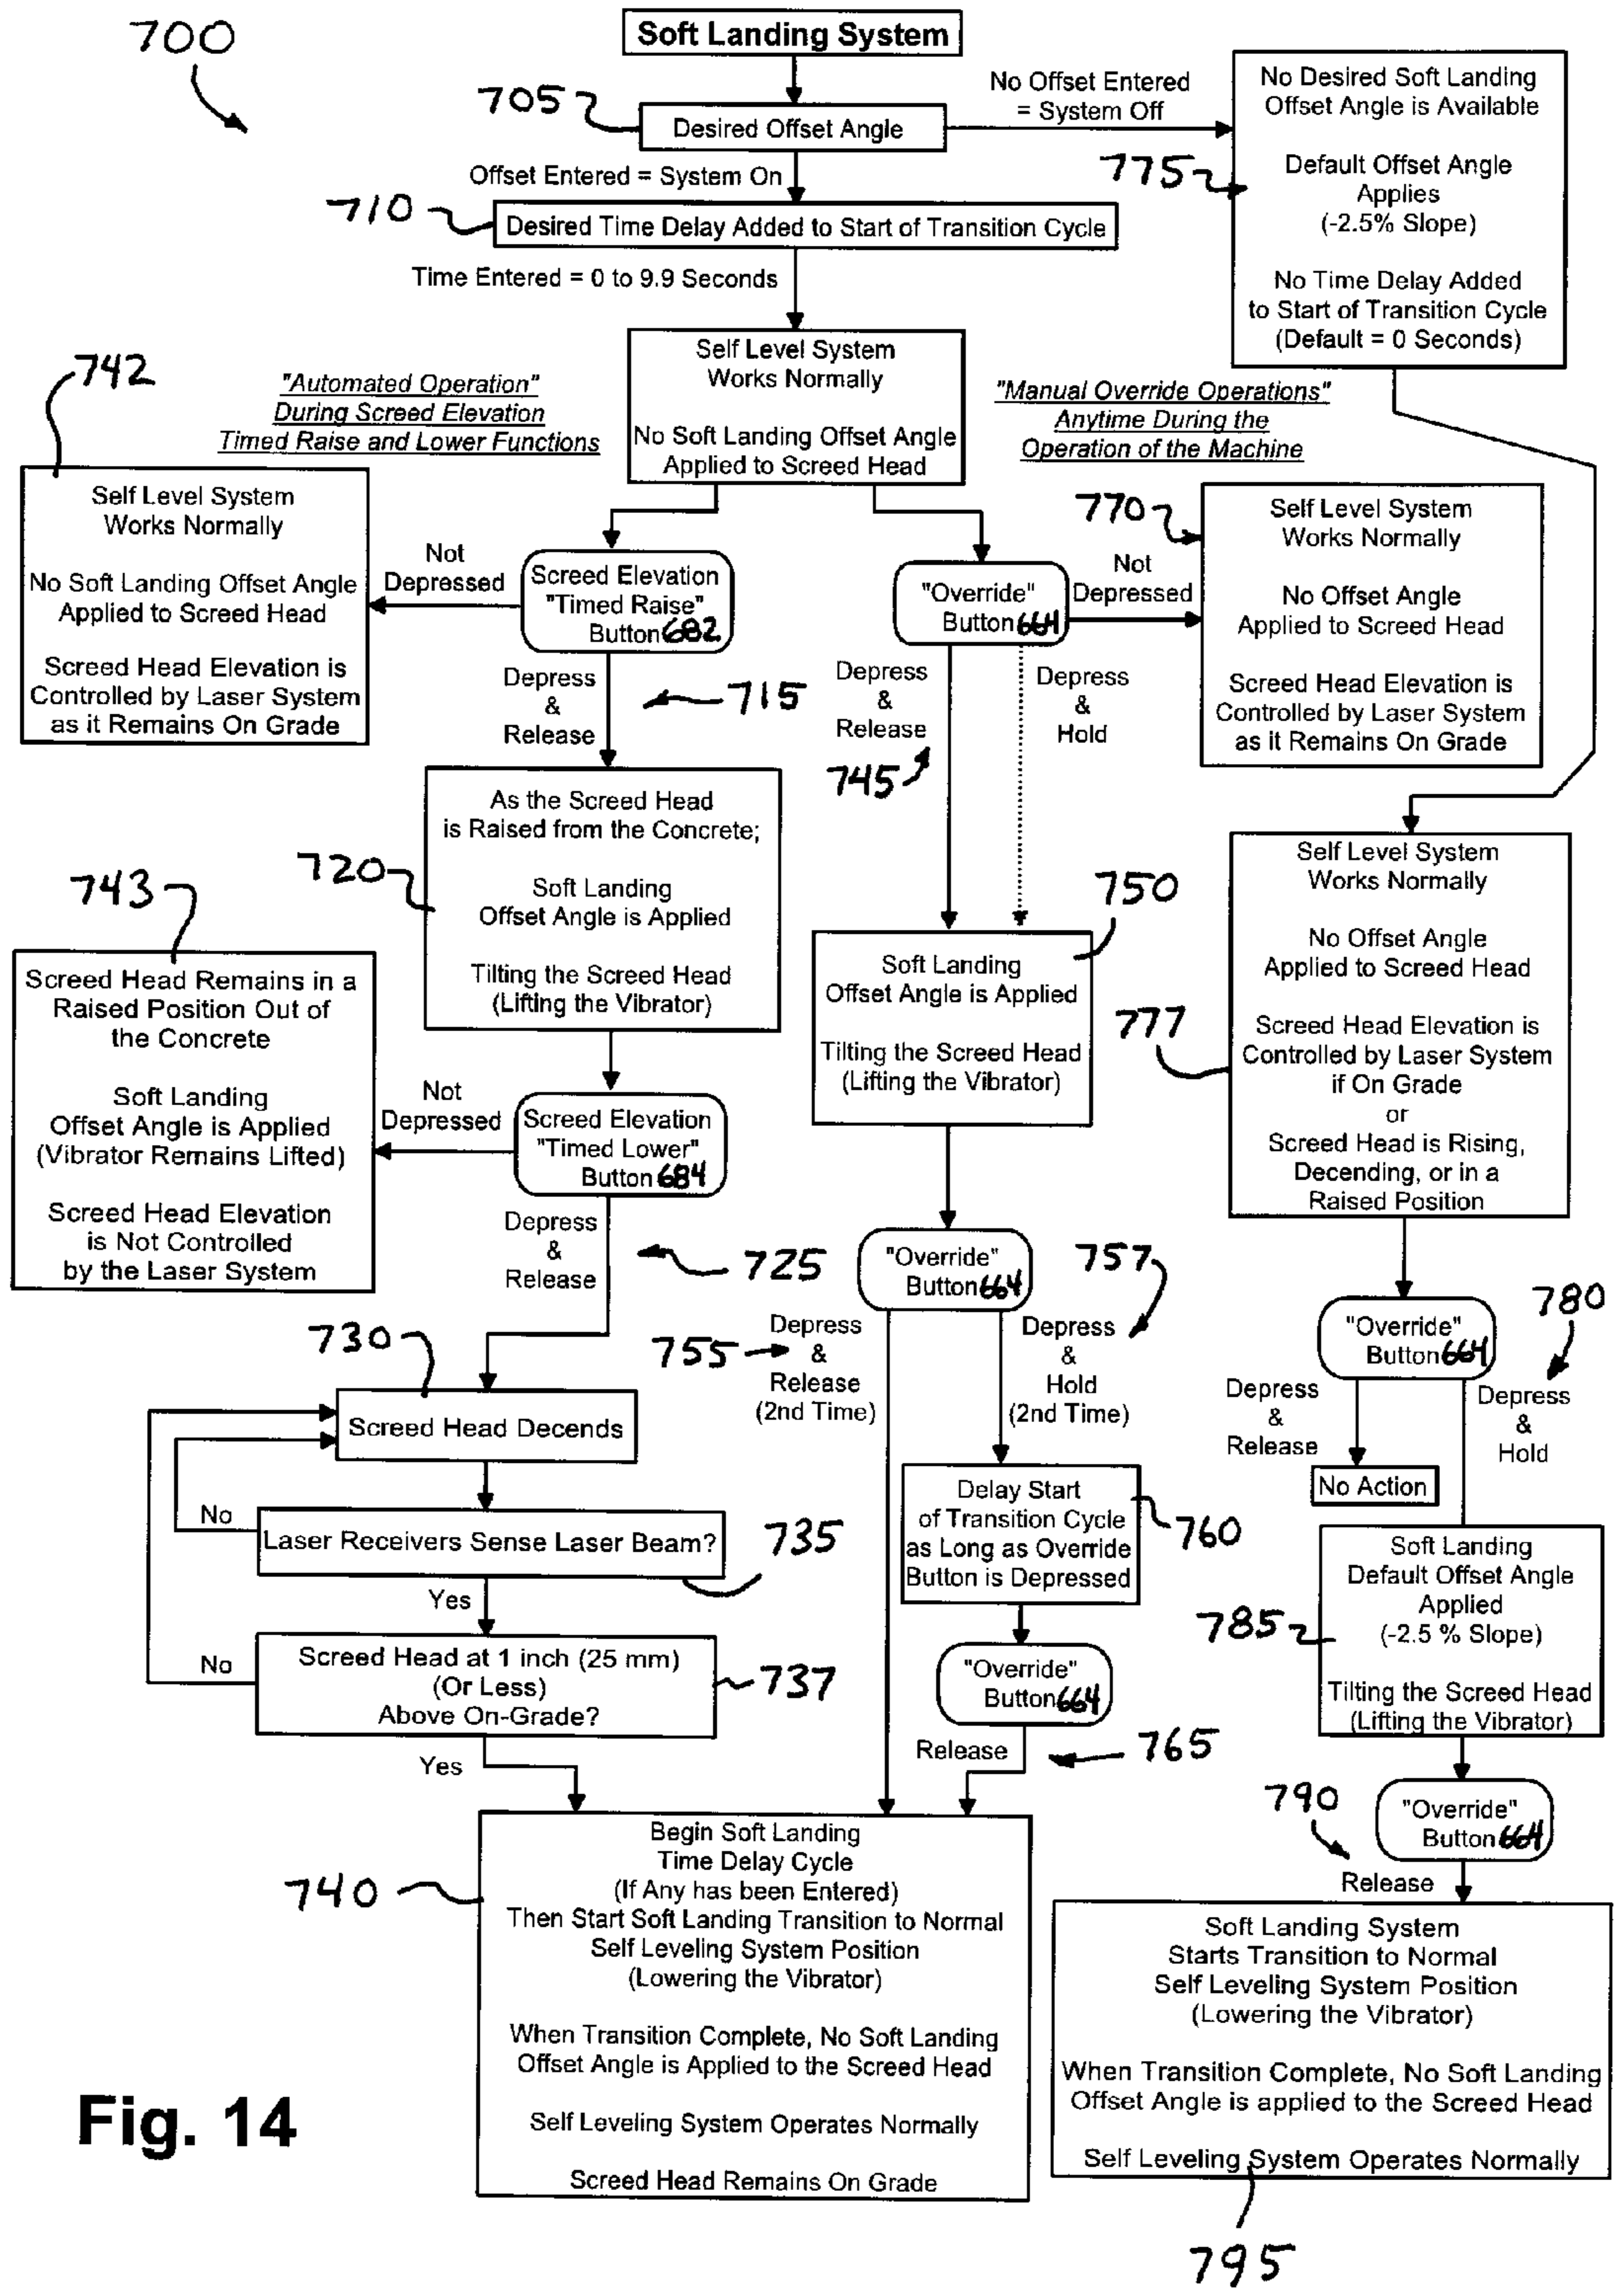 700
Soft Landing System
705
Desired Offset Angle
No Offset Entered
= System Off
No Desired Soft Landing
Offset Angle is Available
Default Offset Angle
Applies
(-2.5% Slope)
No Time Delay Added
to Start of Transition Cycle
(Default = 0 Seconds)
775
Offset Entered = System On
710
Desired Time Delay Added to Start of Transition Cycle
Time Entered = 0 to 9.9 Seconds
Self Level System
Works Normally
No Soft Landing Offset Angle
Applied to Screed Head
"Automated Operation"
During Screed Elevation
Timed Raise and Lower Functions
"Manual Override Operations"
Anytime During the
Operation of the Machine
742
Self Level System
Works Normally
No Soft Landing Offset Angle
Applied to Screed Head
Screed Head Elevation is
Controlled by Laser System
as it Remains On Grade
Not
Depressed
Screed Elevation
"Timed Raise"
Button 682
Depress
&
Release
715
"Override"
Button 664
Not
Depressed
770
Self Level System
Works Normally
No Offset Angle
Applied to Screed Head
Screed Head Elevation is
Controlled by Laser System
as it Remains On Grade
Depress
&
Release
745
Depress
&
Hold
720
As the Screed Head
is Raised from the Concrete;
Soft Landing
Offset Angle is Applied
Tilting the Screed Head
(Lifting the Vibrator)
743
Screed Head Remains in a
Raised Position Out of
the Concrete
Soft Landing
Offset Angle is Applied
(Vibrator Remains Lifted)
Screed Head Elevation
is Not Controlled
by the Laser System
Not
Depressed
Screed Elevation
"Timed Lower"
Button 684
Depress
&
Release
725
750
Soft Landing
Offset Angle is Applied
Tilting the Screed Head
(Lifting the Vibrator)
777
Self Level System
Works Normally
No Offset Angle
Applied to Screed Head
Screed Head Elevation is
Controlled by Laser System
if On Grade
or
Screed Head is Rising,
Decending, or in a
Raised Position
"Override"
Button 664
755
Depress
&
Release
(2nd Time)
757
Depress
&
Hold
(2nd Time)
"Override"
Button 664
780
Depress
&
Release
Depress
&
Hold
No Action
730
Screed Head Decends
No
Laser Receivers Sense Laser Beam?
735
Yes
No
Screed Head at 1 inch (25 mm)
(Or Less)
Above On-Grade?
737
Yes
Delay Start
of Transition Cycle
as Long as Override
Button is Depressed
760
"Override"
Button 664
Release
765
785
Soft Landing
Default Offset Angle
Applied
(-2.5 % Slope)
Tilting the Screed Head
(Lifting the Vibrator)
790
"Override"
Button 664
Release
740
Begin Soft Landing
Time Delay Cycle
(If Any has been Entered)
Then Start Soft Landing Transition to Normal
Self Leveling System Position
(Lowering the Vibrator)
When Transition Complete, No Soft Landing
Offset Angle is Applied to the Screed Head
Self Leveling System Operates Normally
Screed Head Remains On Grade
Soft Landing System
Starts Transition to Normal
Self Leveling System Position
(Lowering the Vibrator)
When Transition Complete, No Soft Landing
Offset Angle is applied to the Screed Head
Self Leveling System Operates Normally
795
Fig. 14